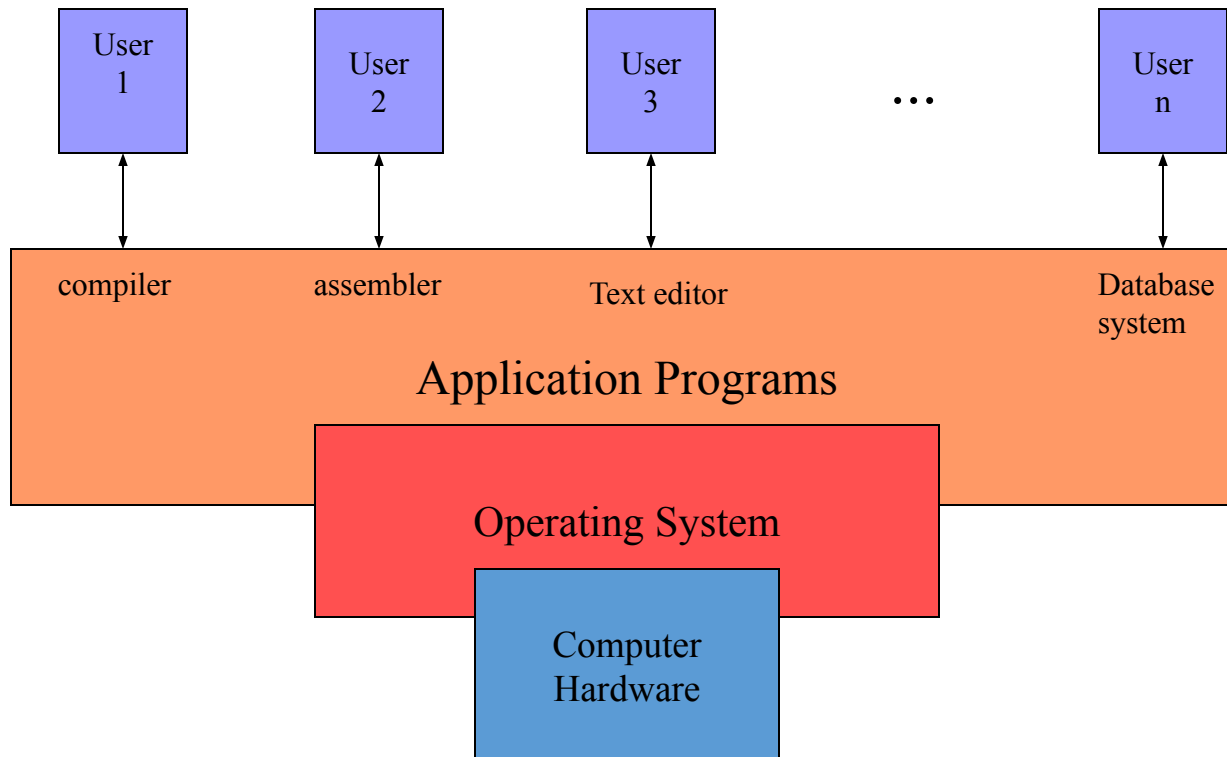 User
1
User
2
User
3
...
User
n
compiler
assembler
Text editor
Database
system
Application Programs
Operating System
Computer
Hardware